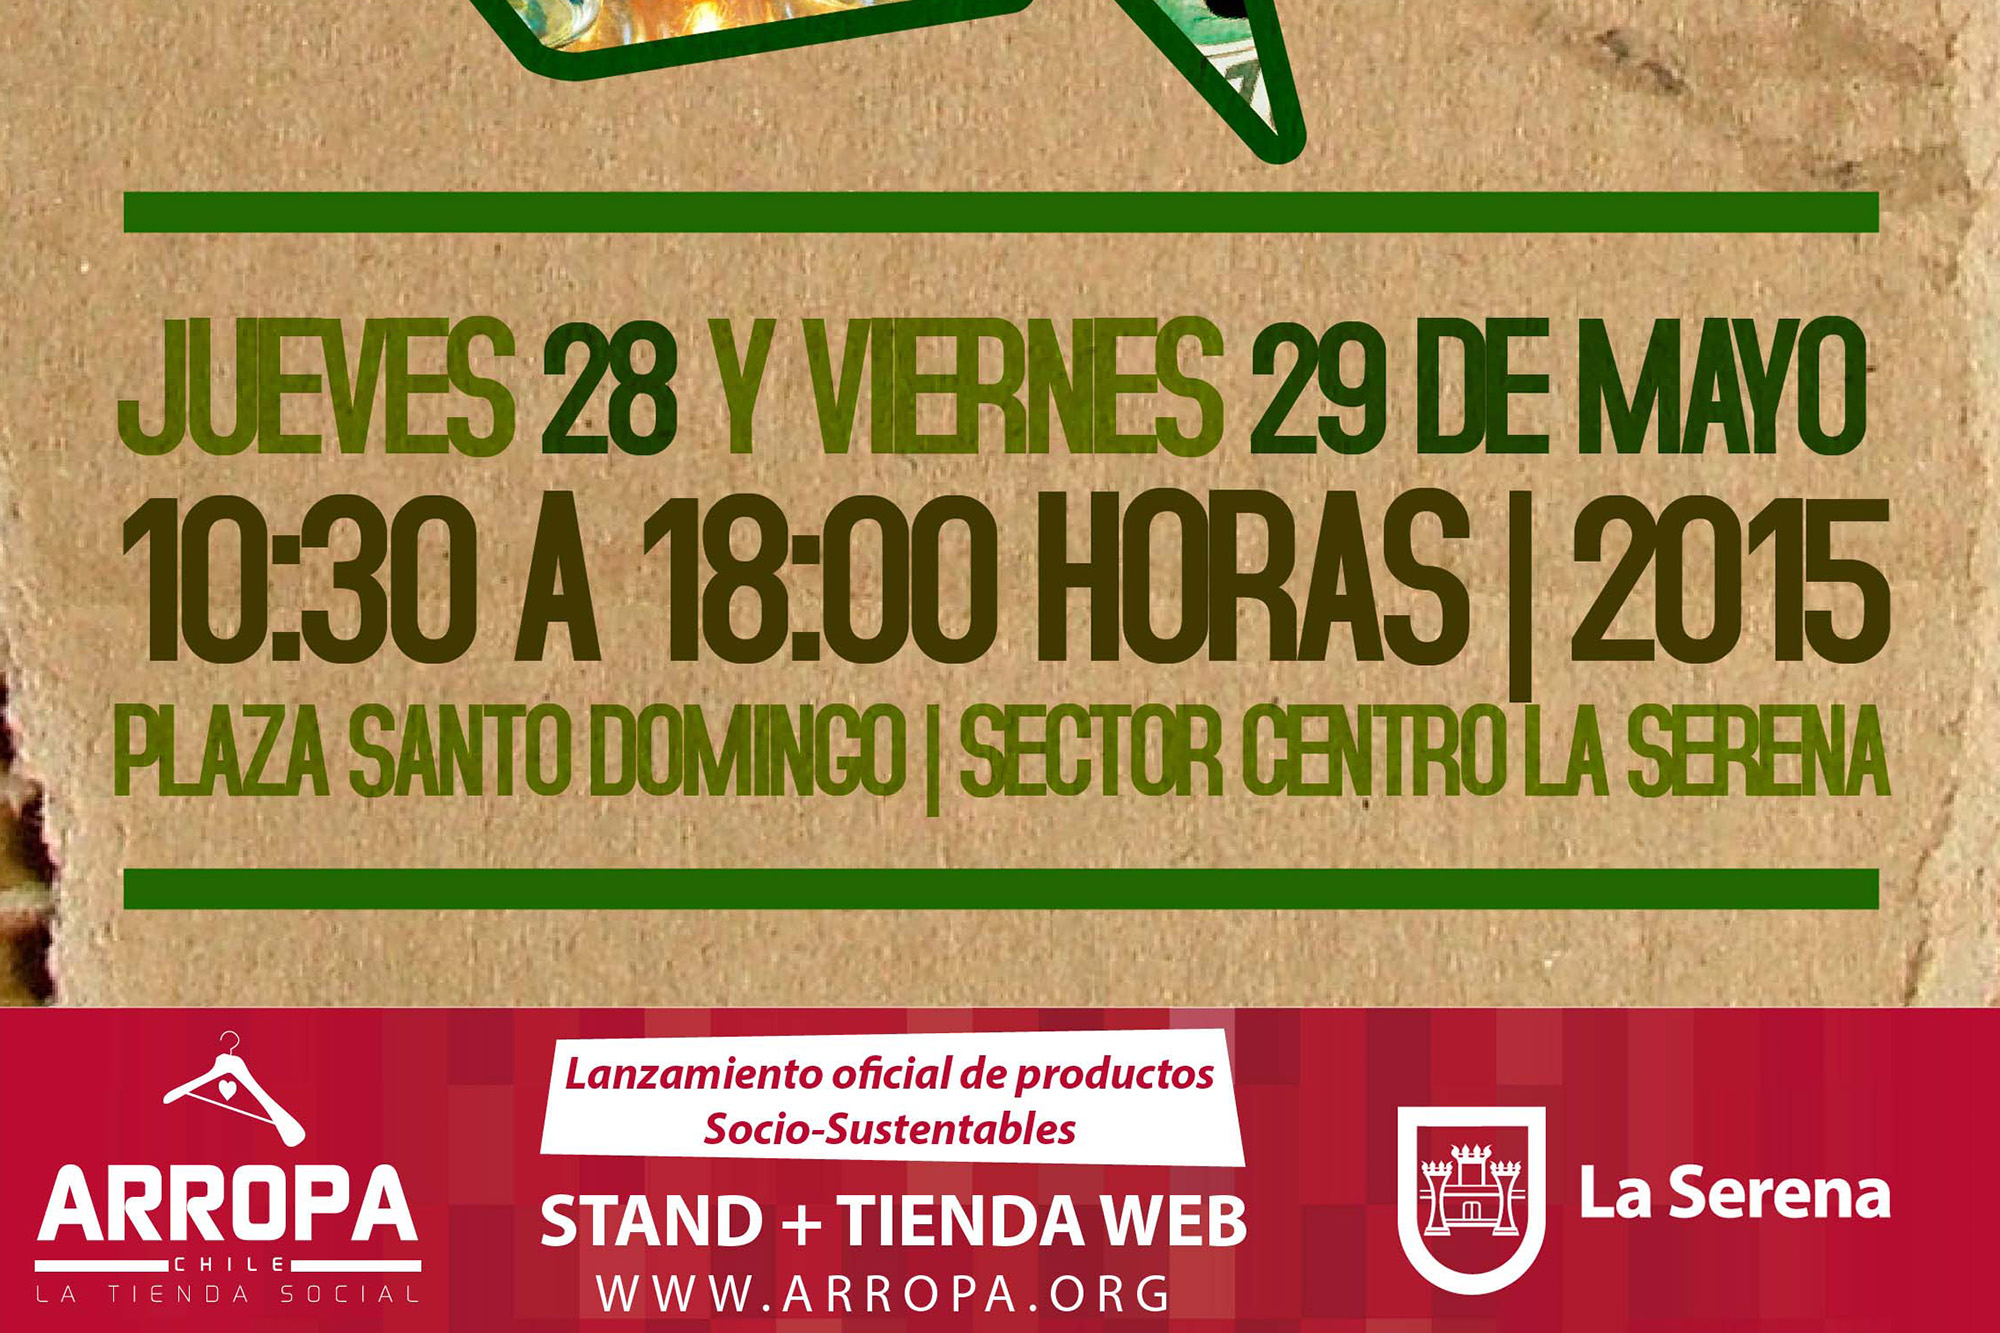 JUEVES 28 Y VIERNES 29 DE MAYO
10:30 A 18:00 HORAS | 2015
PLAZA SANTO DOMINGO | SECTOR CENTRO LA SERENA
ARROPA
CHILE
LA TIENDA SOCIAL
Lanzamiento oficial de productos
Socio-Sustentables
STAND + TIENDA WEB
WWW.ARROPA.ORG
La Serena